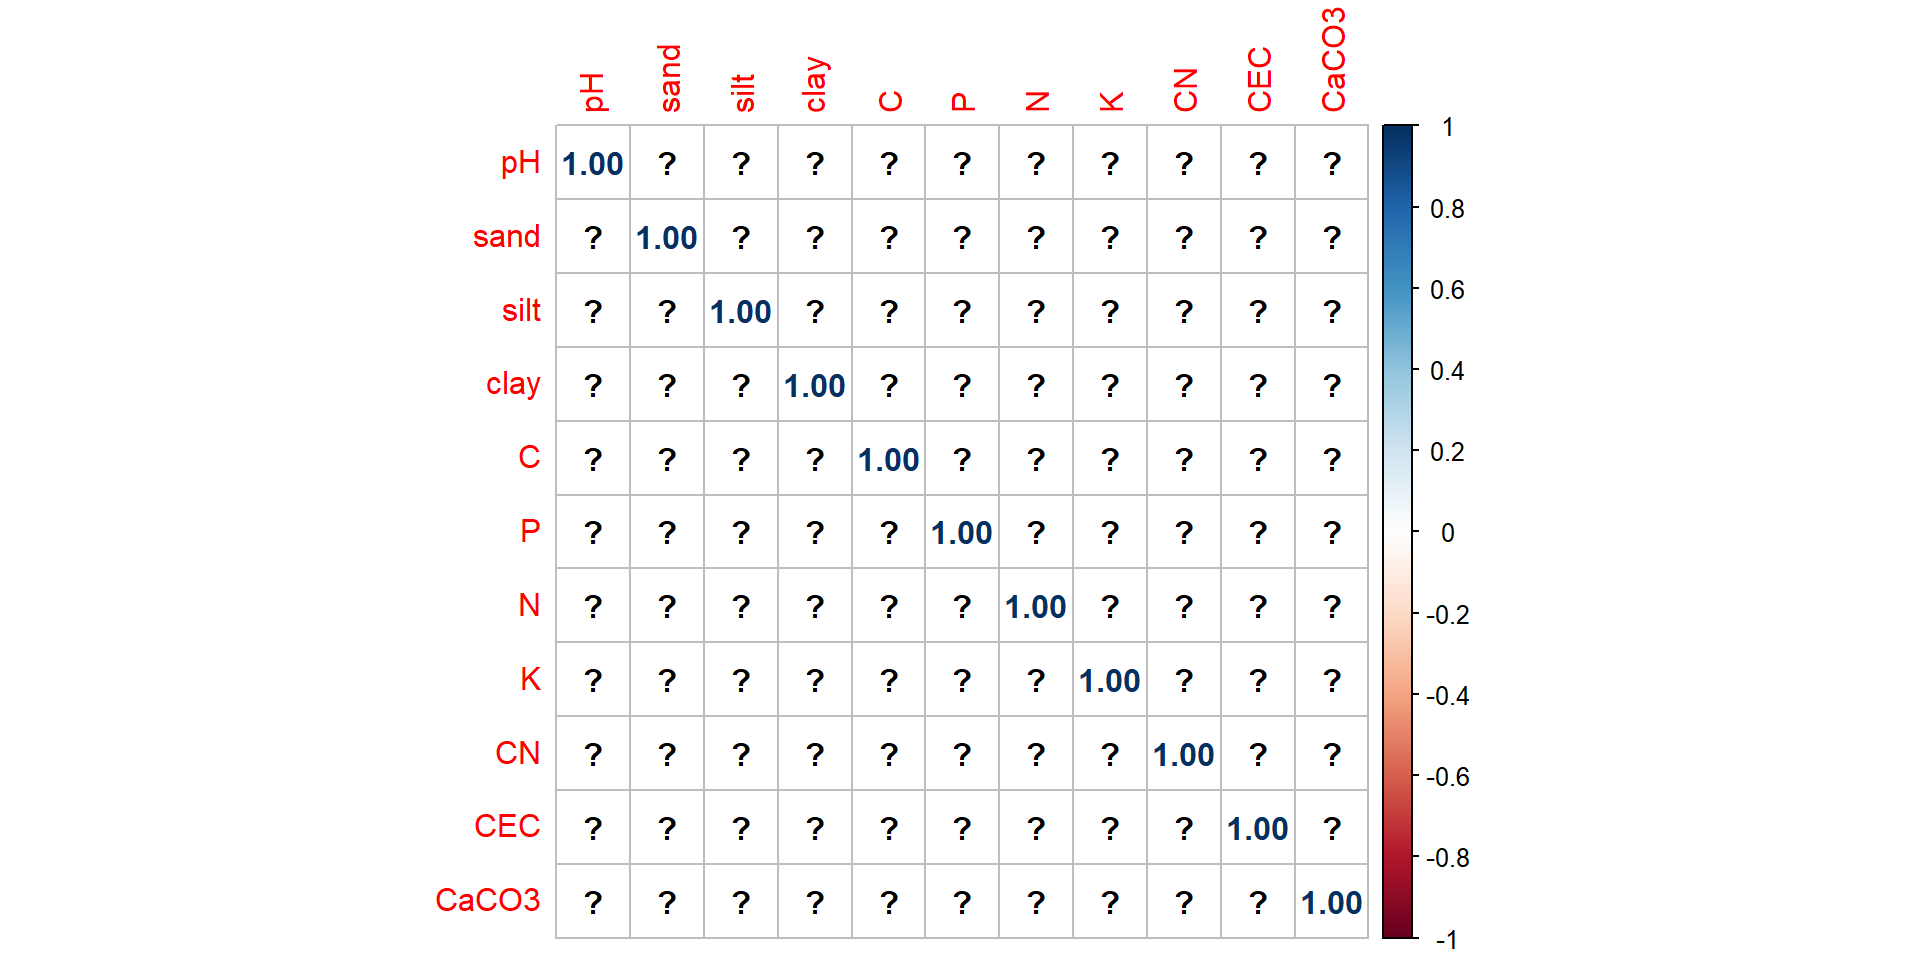 pH sand silt clay C P N K CN CEC CaCO3
pH 1.00 ? ? ? ? ? ? ? ? ? ? 1
sand ? 1.00 ? ? ? ? ? ? ? ? ? 0.8
silt ? ? 1.00 ? ? ? ? ? ? ? ? 0.6
clay ? ? ? 1.00 ? ? ? ? ? ? ? 0.4
C ? ? ? ? 1.00 ? ? ? ? ? ? 0.2
P ? ? ? ? ? 1.00 ? ? ? ? ? 0
N ? ? ? ? ? ? 1.00 ? ? ? ? -0.2
K ? ? ? ? ? ? ? 1.00 ? ? ? -0.4
CN ? ? ? ? ? ? ? ? 1.00 ? ? -0.6
CEC ? ? ? ? ? ? ? ? ? 1.00 ? -0.8
CaCO3 ? ? ? ? ? ? ? ? ? ? 1.00 -1